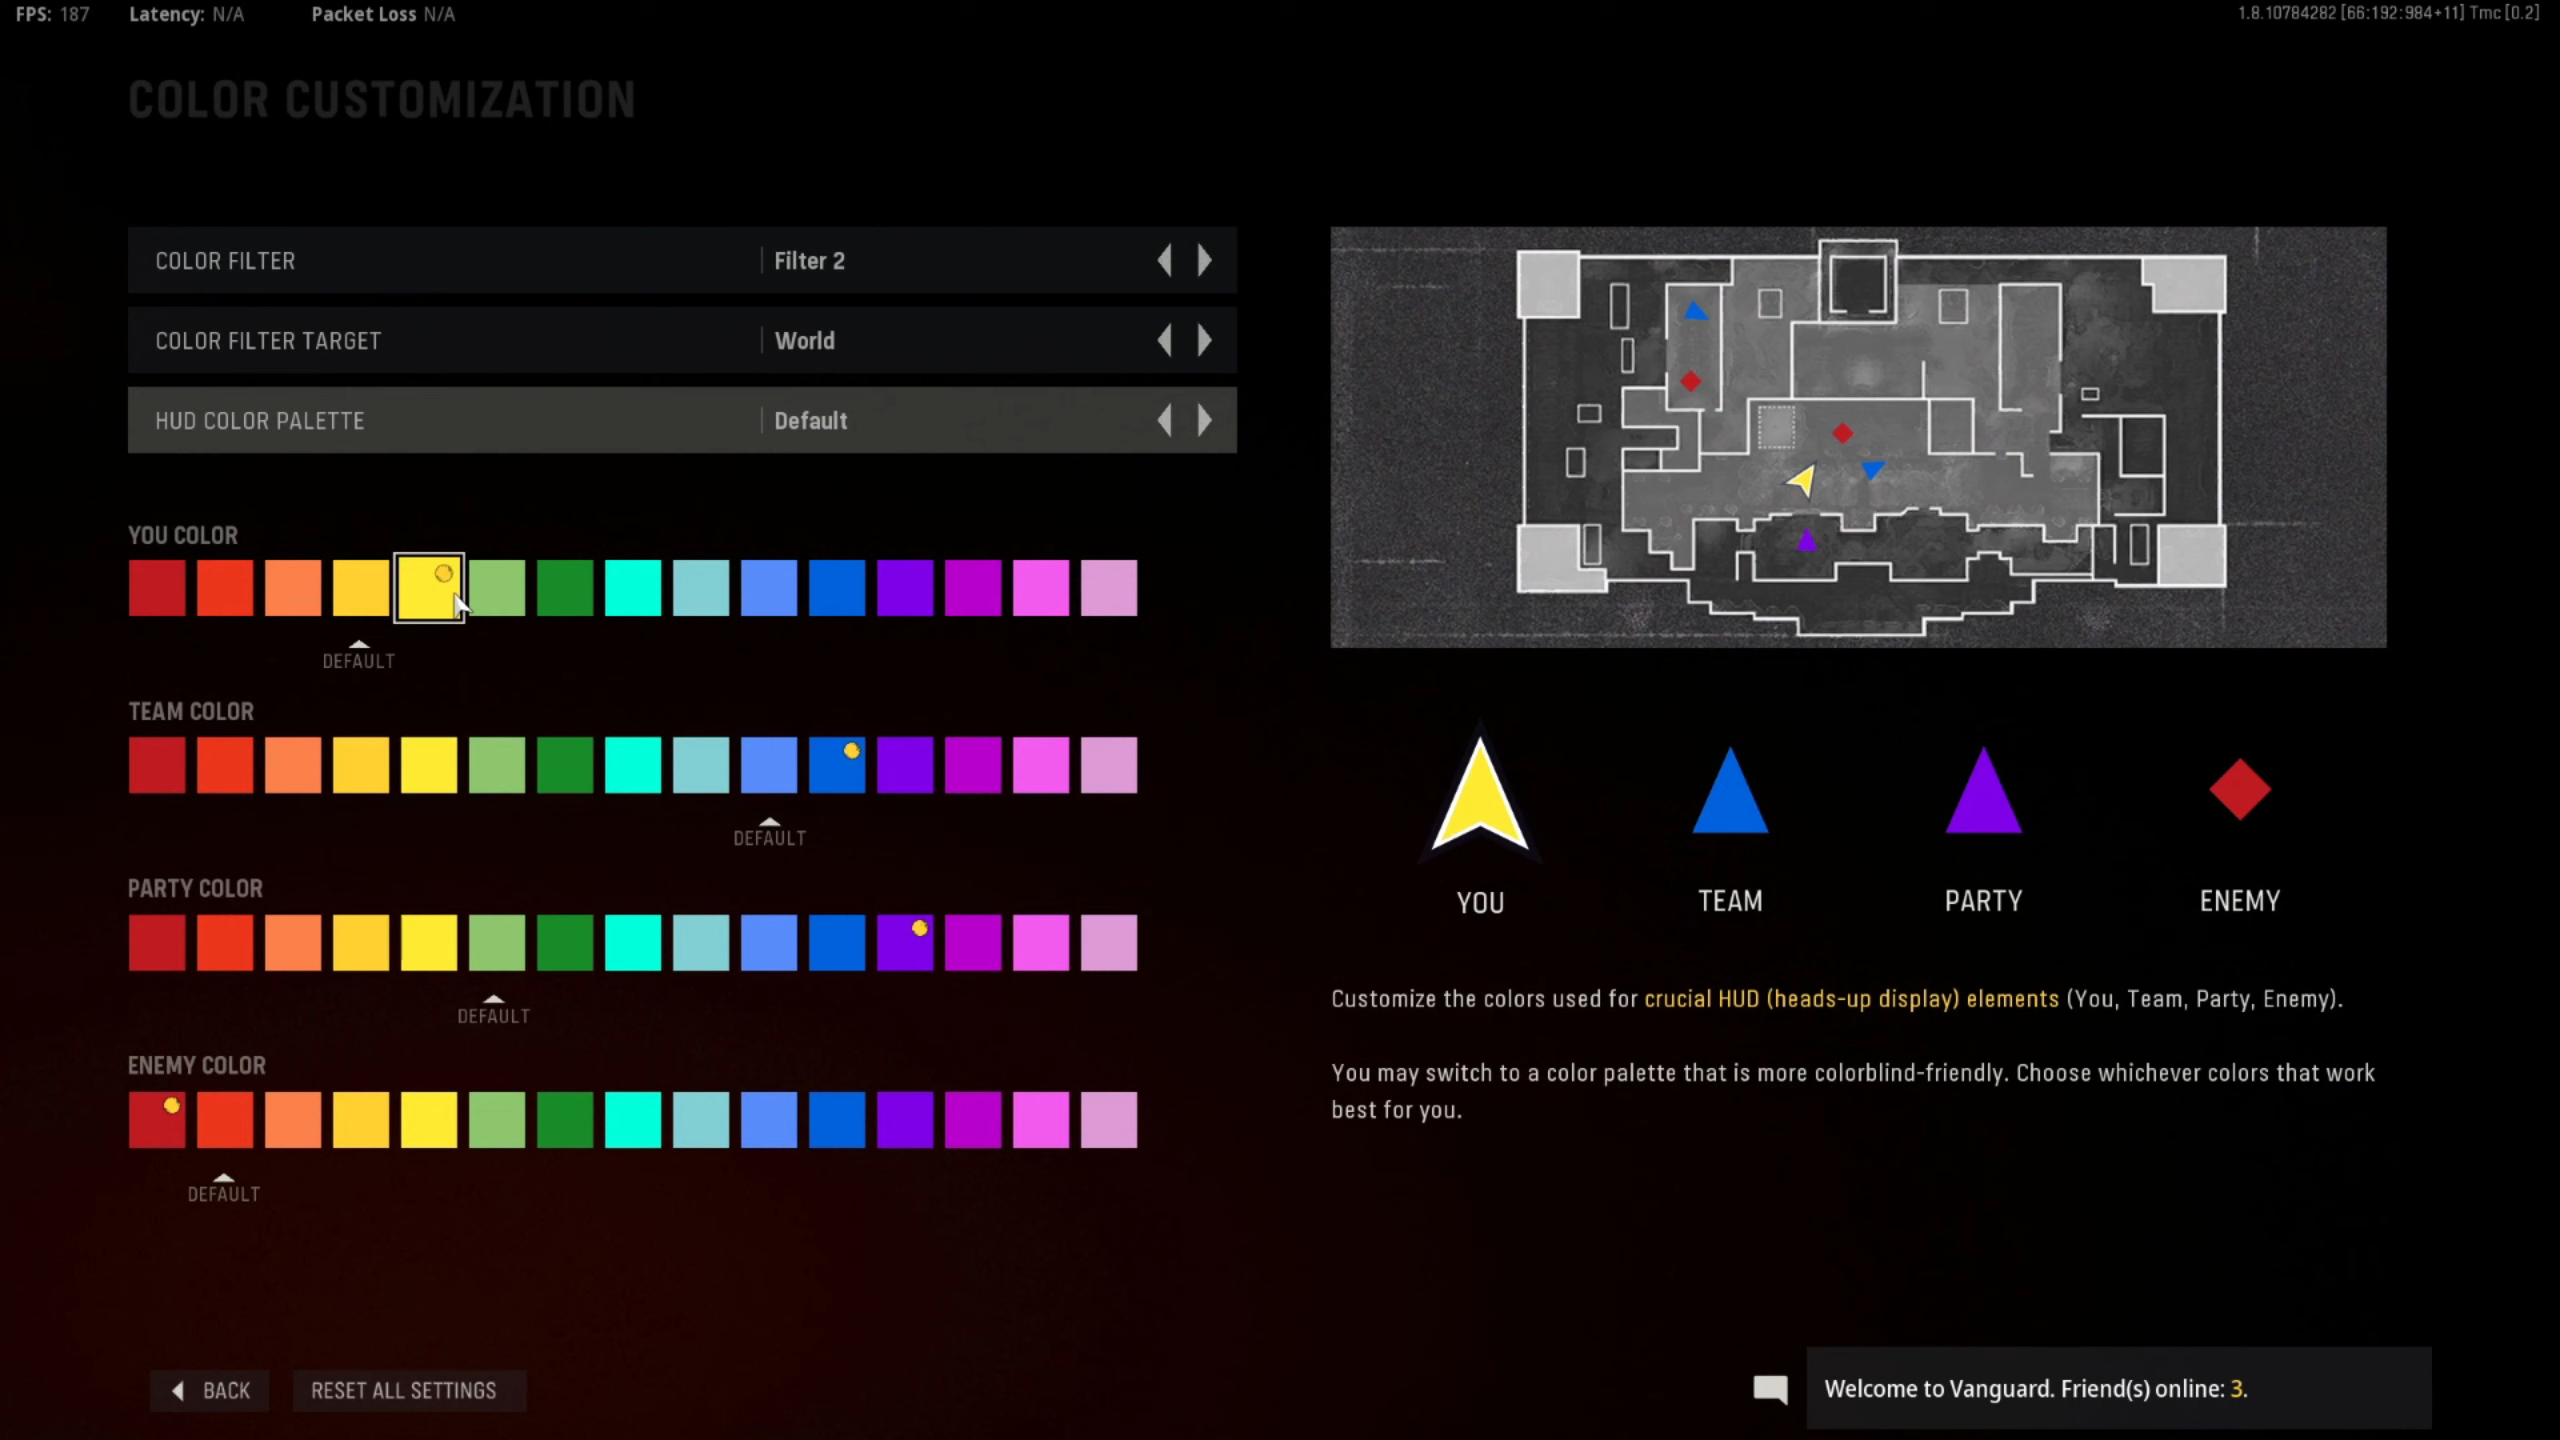 FPS: 187 Latency: N/A Packet Loss N/A
1.8.10784282 [66:192:984+11] Tmc [0.2]
COLOR CUSTOMIZATION
COLOR FILTER Filter 2
COLOR FILTER TARGET World
HUD COLOR PALETTE Default
YOU COLOR
DEFAULT
TEAM COLOR
DEFAULT
PARTY COLOR
DEFAULT
ENEMY COLOR
DEFAULT
YOU TEAM PARTY ENEMY
Customize the colors used for crucial HUD (heads-up display) elements (You, Team, Party, Enemy).
You may switch to a color palette that is more colorblind-friendly. Choose whichever colors that work
best for you.
BACK RESET ALL SETTINGS
Welcome to Vanguard. Friend(s) online: 3.